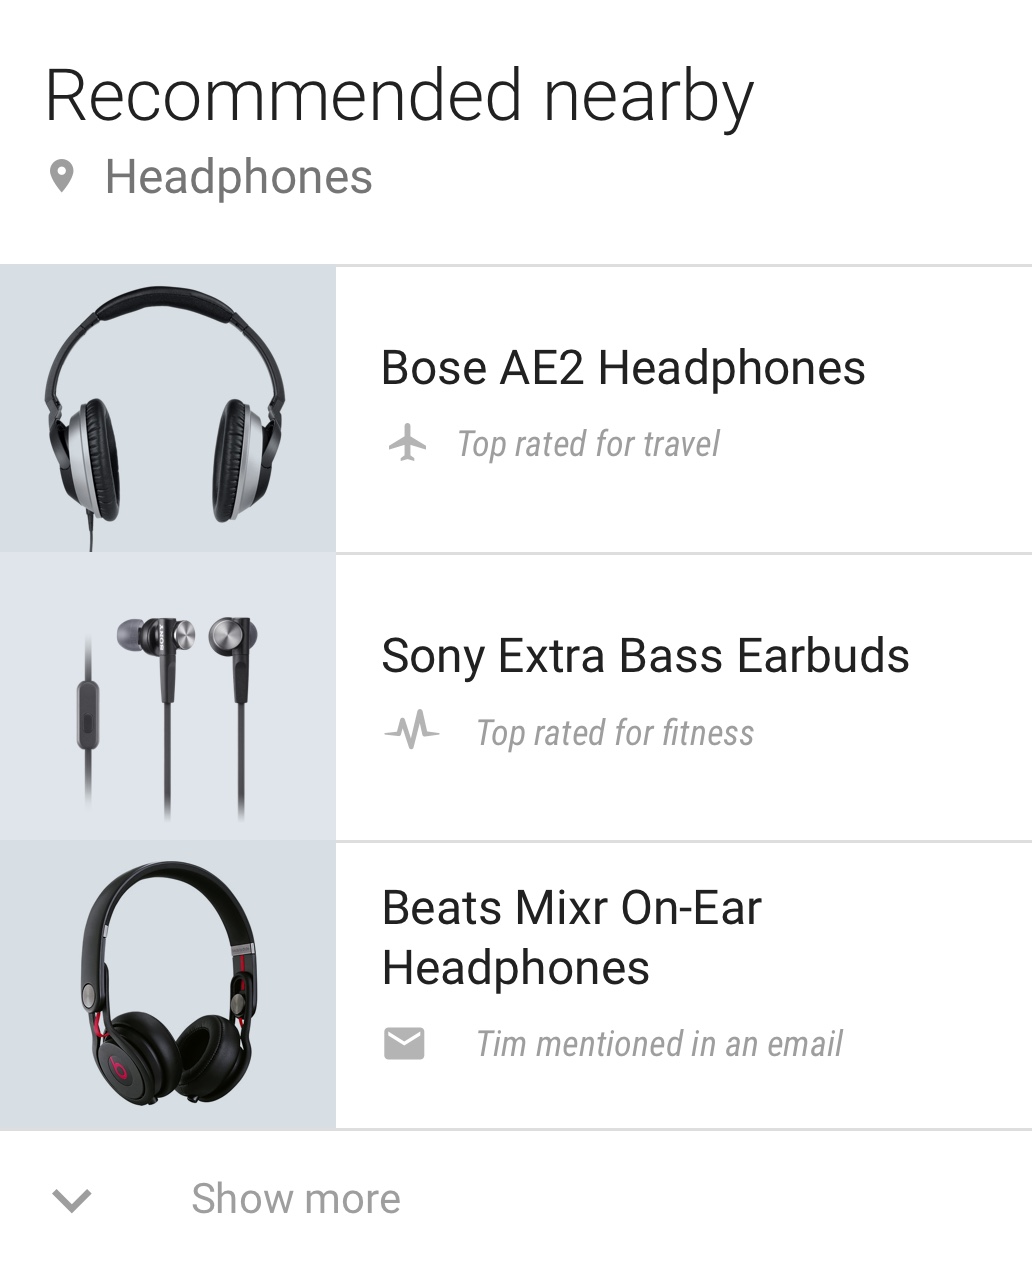 Recommended nearby
Headphones
Bose AE2 Headphones
Top rated for travel
SONY
Sony Extra Bass Earbuds
Top rated for fitness
Beats Mixr On-Ear
Headphones
Tim mentioned in an email
Show more